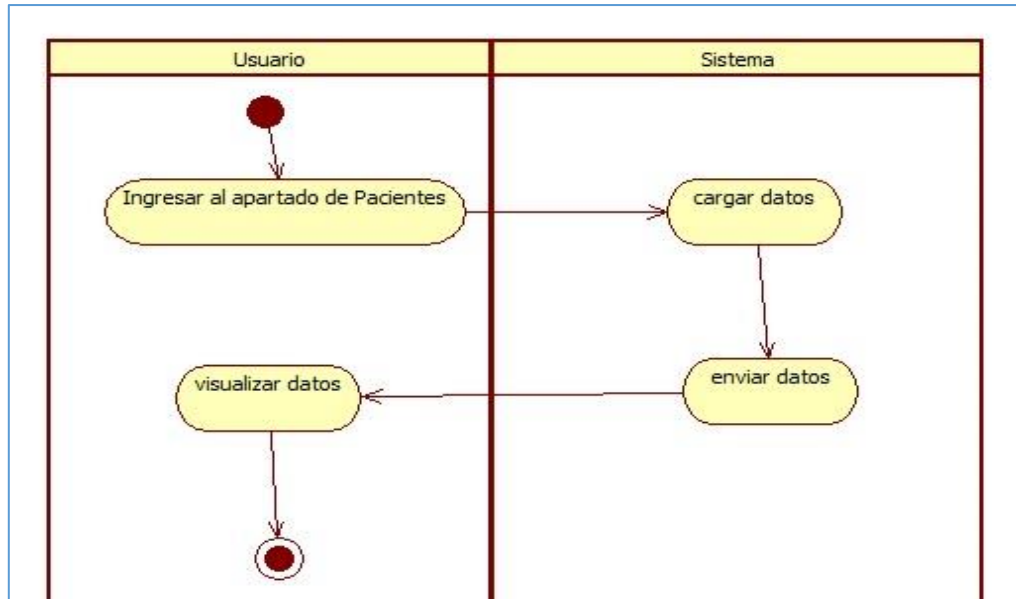 Usuario
Sistema
Ingresar al apartado de Pacientes
cargar datos
visualizar datos
enviar datos